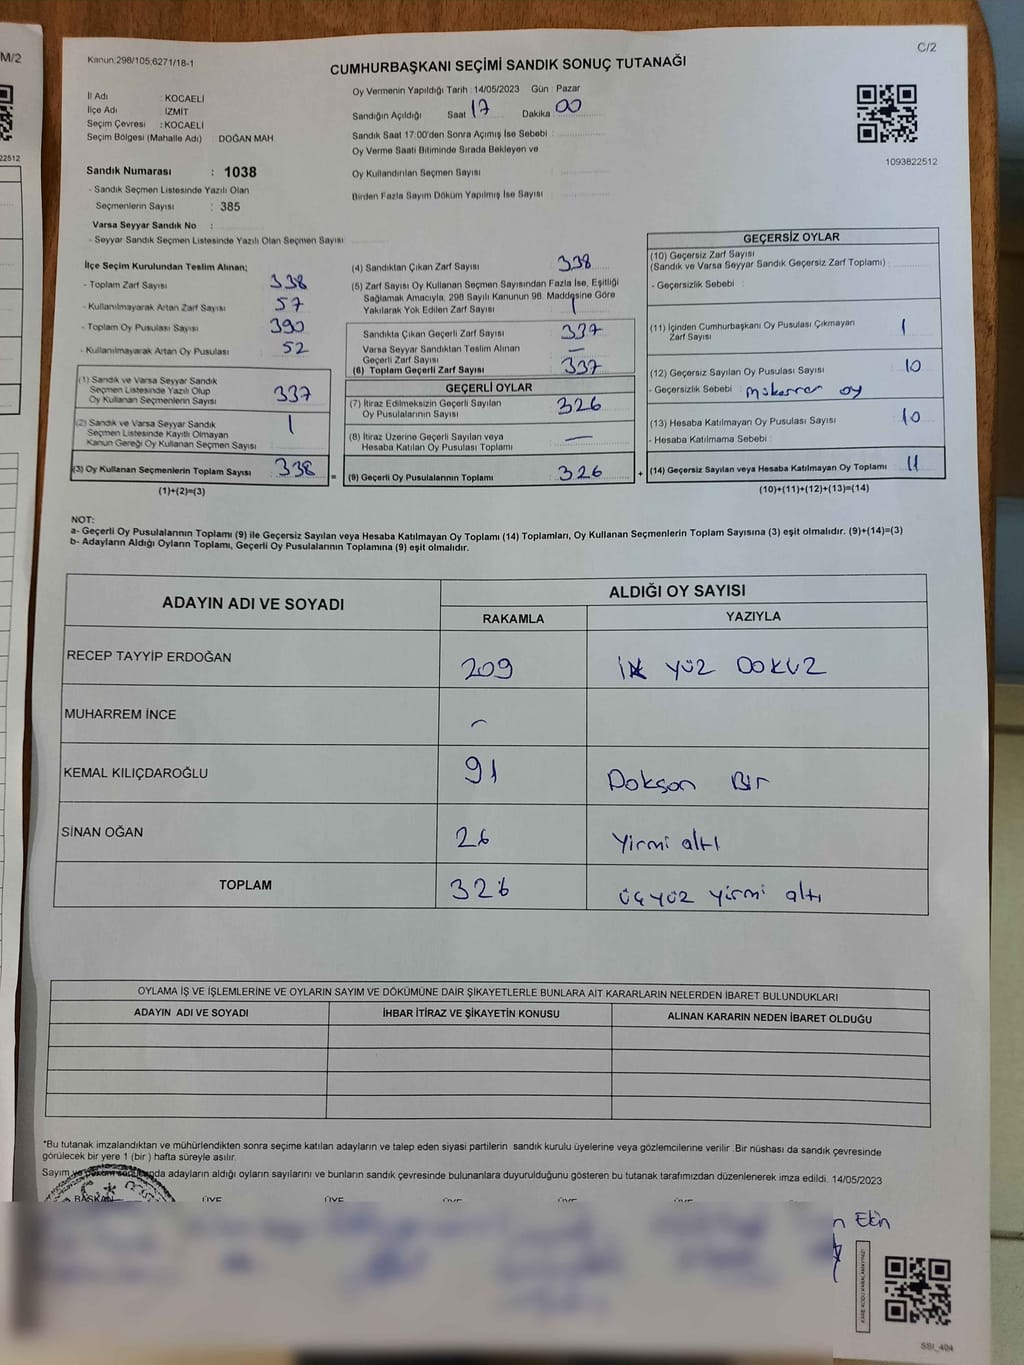 M/2
22512
Kanun.298/105;6271/18-1
C/2
CUMHURBAŞKANI SEÇİMİ SANDIK SONUÇ TUTANAĞI
İl Adı : KOCAELİ
İlçe Adı İZMİT
Seçim Çevresi : KOCAELİ
Seçim Bölgesi (Mahalle Adı) DOĞAN MAH.
Oy Vermenin Yapıldığı Tarih : 14/05/2023 Gün : Pazar
Sandığın Açıldığı Saat 17 Dakika 00
Sandık Saat 17:00'den Sonra Açımış İse Sebebi :
Oy Verme Saati Bitiminde Sırada Bekleyen ve
Oy Kullandırılan Seçmen Sayısı
Birden Fazla Sayım Döküm Yapılmış İse Sayısı :
1093822512
Sandık Numarası : 1038
- Sandık Seçmen Listesinde Yazılı Olan
Seçmenlerin Sayısı : 385
Varsa Seyyar Sandık No :
- Seyyar Sandık Seçmen Listesinde Yazılı Olan Seçmen Sayısı
İlçe Seçim Kurulundan Teslim Alınan;
- Toplam Zarf Sayısı 338
- Kullanılmayarak Artan Zarf Sayısı 57
- Toplam Oy Pusulası Sayısı 390
- Kullanılmayarak Artan Oy Pusulası 52
(1) Sandık ve Varsa Seyyar Sandık
Seçmen Listesinde Yazılı Olup
Oy Kullanan Seçmenlerin Sayısı 337
(2) Sandık ve Varsa Seyyar Sandık
Seçmen Listesinde Kayıtlı Olmayan
Kanun Gereği Oy Kullanan Seçmen Sayısı 1
(3) Oy Kullanan Seçmenlerin Toplam Sayısı 338 =
(1)+(2)=(3)
(4) Sandıktan Çıkan Zarf Sayısı 338
(5) Zarf Sayısı Oy Kullanan Seçmen Sayısından Fazla İse, Eşitliği
Sağlamak Amacıyla, 298 Sayılı Kanunun 98. Maddesine Göre
Yakılarak Yok Edilen Zarf Sayısı 1
Sandıkta Çıkan Geçerli Zarf Sayısı 337
Varsa Seyyar Sandıktan Teslim Alınan
Geçerli Zarf Sayısı —
(6) Toplam Geçerli Zarf Sayısı 337
GEÇERLİ OYLAR
(7) İtiraz Edilmeksizin Geçerli Sayılan
Oy Pusulalarının Sayısı 326
(8) İtiraz Üzerine Geçerli Sayılan veya
Hesaba Katılan Oy Pusulası Toplamı —
(9) Geçerli Oy Pusulalarının Toplamı 326 +
GEÇERSİZ OYLAR
(10) Geçersiz Zarf Sayısı
(Sandık ve Varsa Seyyar Sandık Geçersiz Zarf Toplamı) :
- Geçersizlik Sebebi :
(11) İçinden Cumhurbaşkanı Oy Pusulası Çıkmayan
Zarf Sayısı 1
(12) Geçersiz Sayılan Oy Pusulası Sayısı 10
- Geçersizlik Sebebi : mükerrer oy
(13) Hesaba Katılmayan Oy Pusulası Sayısı 10
- Hesaba Katılmama Sebebi :
(14) Geçersiz Sayılan veya Hesaba Katılmayan Oy Toplamı 11
(10)+(11)+(12)+(13)=(14)
NOT:
a- Geçerli Oy Pusulalarının Toplamı (9) ile Geçersiz Sayılan veya Hesaba Katılmayan Oy Toplamı (14) Toplamları, Oy Kullanan Seçmenlerin Toplam Sayısına (3) eşit olmalıdır. (9)+(14)=(3)
b- Adayların Aldığı Oyların Toplamı, Geçerli Oy Pusulalarının Toplamına (9) eşit olmalıdır.
ADAYIN ADI VE SOYADI
ALDIĞI OY SAYISI
RAKAMLA YAZIYLA
RECEP TAYYİP ERDOĞAN 209 yüz Dokuz
MUHARREM İNCE –
KEMAL KILIÇDAROĞLU 91 Dokson Bir
SİNAN OĞAN 26 Yirmi altı
TOPLAM 326 üçyüz yirmi altı
OYLAMA İŞ VE İŞLEMLERİNE VE OYLARIN SAYIM VE DÖKÜMÜNE DAİR ŞİKAYETLERLE BUNLARA AİT KARARLARIN NELERDEN İBARET BULUNDUKLARI
ADAYIN ADI VE SOYADI İHBAR İTİRAZ VE ŞİKAYETİN KONUSU ALINAN KARARIN NEDEN İBARET OLDUĞU
*Bu tutanak imzalandıktan ve mühürlendikten sonra seçime katılan adayların ve talep eden siyasi partilerin sandık kurulu üyelerine veya gözlemcilerine verilir .Bir nüshası da sandık çevresinde
görülecek bir yere 1 (bir ) hafta süreyle asılır.
Sayım adayların aldığı oyların sayılarını ve bunların sandık çevresinde bulunanlara duyurulduğunu gösteren bu tutanak tarafımızdan düzenlenerek imza edildi. 14/05/2023
BAŞKAN ÜYE ÜYE ÜYE ÜYE ÜYE
n Ekin
SSI_404